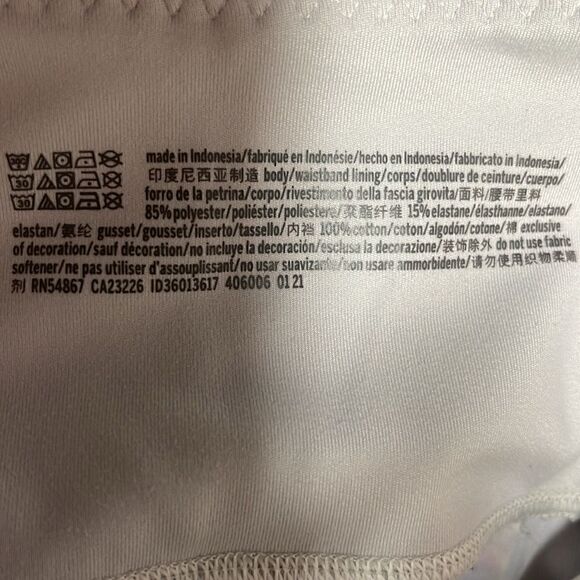 made in Indonesia/fabriqué en Indonésie/hecho en Indonesia/fabbricato in Indonesia/
印度尼西亚制造 body/waistband lining/corps/doublure de ceinture/cuerpo/
forro de la petrina/corpo/rivestimento della fascia girovita/面料/腰带里料
85% polyester/poliéster/poliestere/聚酯纤维 15% elastane/élasthanne/elastano/
elastan/氨纶 gusset/gousset/inserto/tassello/内裆 100% cotton/coton/algodón/cotone/棉 exclusive
of decoration/sauf décoration/no incluye la decoración/esclusa la decorazione/装饰除外 do not use fabric
softener/ne pas utiliser d'assouplissant/no usar suavizante/non usare ammorbidente/请勿使用织物柔顺
剂 RN54867 CA23226 ID36013617 406006 01 21
30
30